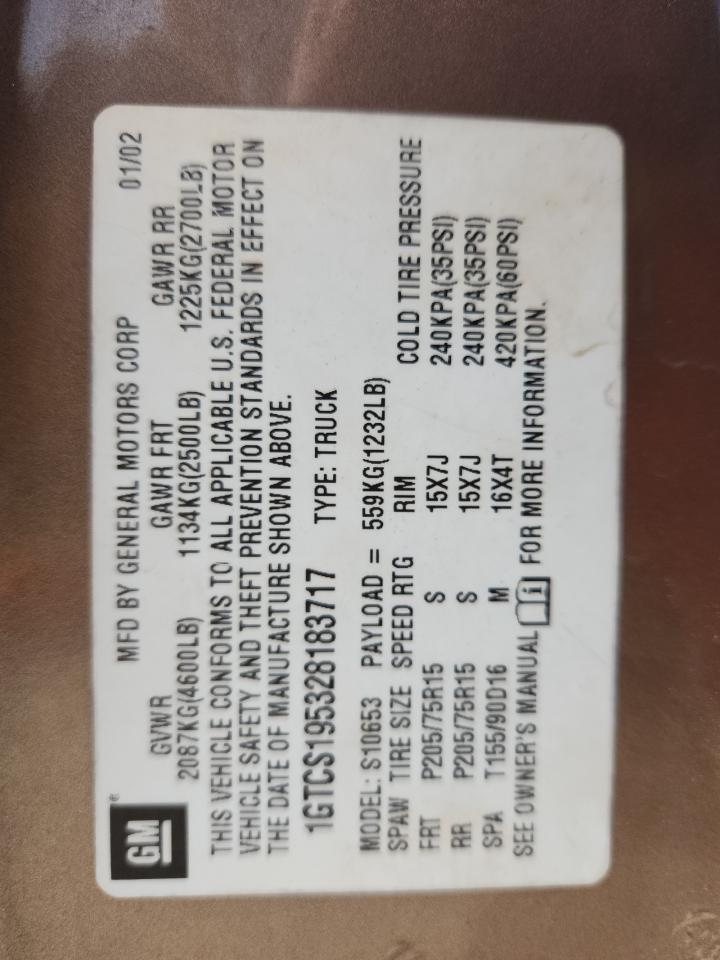 GM
®
MFD BY GENERAL MOTORS CORP 01/02
GVWR GAWR FRT GAWR RR
2087KG(4600LB) 1134KG(2500LB) 1225KG(2700LB)
THIS VEHICLE CONFORMS TO ALL APPLICABLE U.S. FEDERAL MOTOR
VEHICLE SAFETY AND THEFT PREVENTION STANDARDS IN EFFECT ON
THE DATE OF MANUFACTURE SHOWN ABOVE.
1GTCS195328183717 TYPE: TRUCK
MODEL: S10653 PAYLOAD = 559KG(1232LB)
SPAW TIRE SIZE SPEED RTG RIM COLD TIRE PRESSURE
FRT P205/75R15 S 15X7J 240KPA(35PSI)
RR P205/75R15 S 15X7J 240KPA(35PSI)
SPA T155/90D16 M 16X4T 420KPA(60PSI)
SEE OWNER'S MANUAL i FOR MORE INFORMATION.